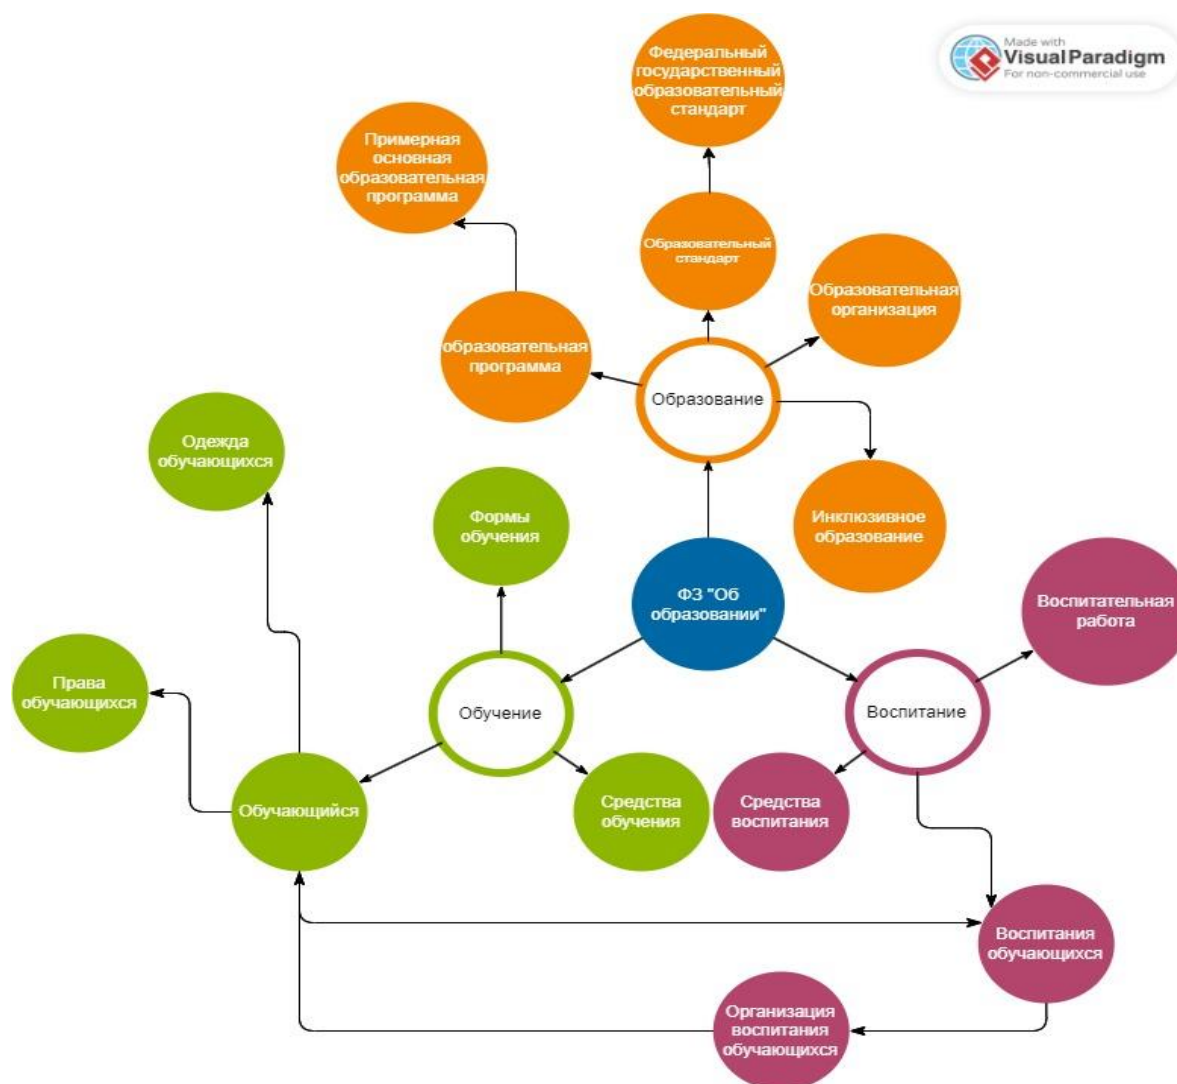 Made with
Visual Paradigm
For non-commercial use
Федеральный
государственный
образовательный
стандарт
Примерная
основная
образовательная
программа
Образовательный
стандарт
Образовательная
организация
образовательная
программа
Образование
Одежда
обучающихся
Формы
обучения
Инклюзивное
образование
ФЗ "Об
образовании"
Воспитательная
работа
Права
обучающихся
Обучение
Воспитание
Обучающийся
Средства
обучения
Средства
воспитания
Воспитания
обучающихся
Организация
воспитания
обучающихся